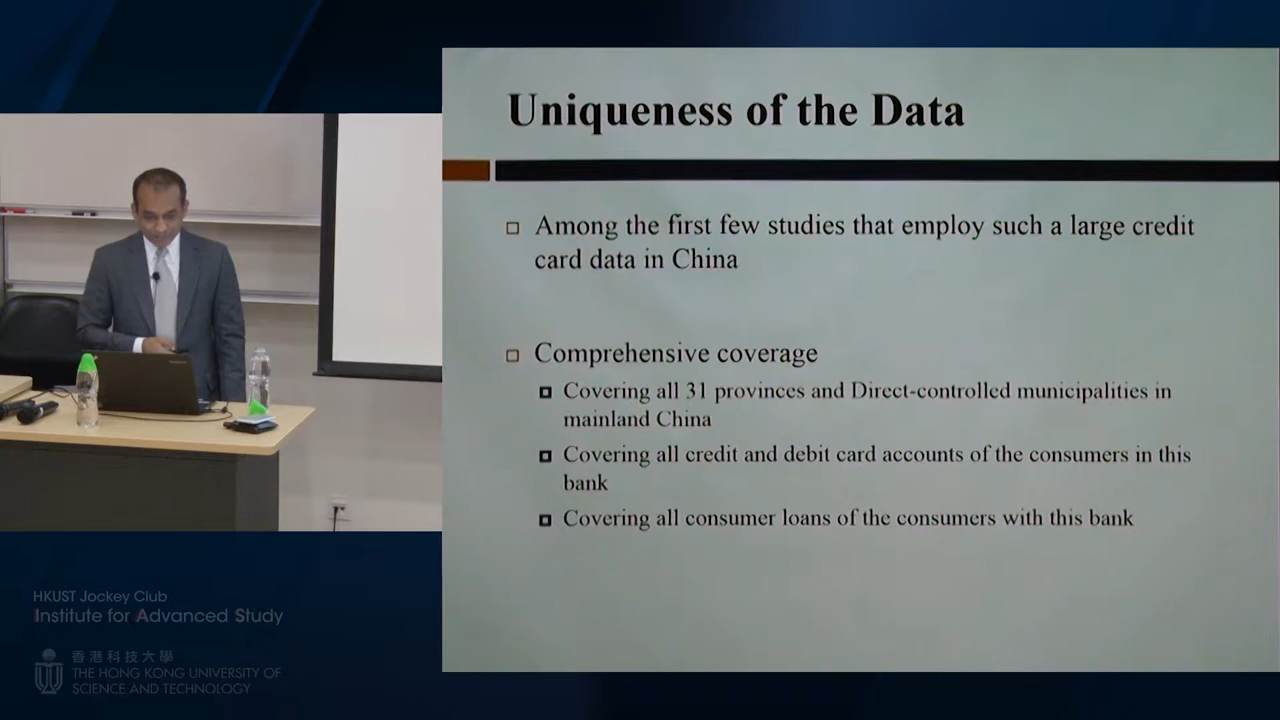 Uniqueness of the Data
Among the first few studies that employ such a large credit
card data in China
Comprehensive coverage
Covering all 31 provinces and Direct-controlled municipalities in
mainland China
Covering all credit and debit card accounts of the consumers in this
bank
Covering all consumer loans of the consumers with this bank
HKUST Jockey Club
Institute for Advanced Study
香港科技大學
THE HONG KONG UNIVERSITY OF
SCIENCE AND TECHNOLOGY